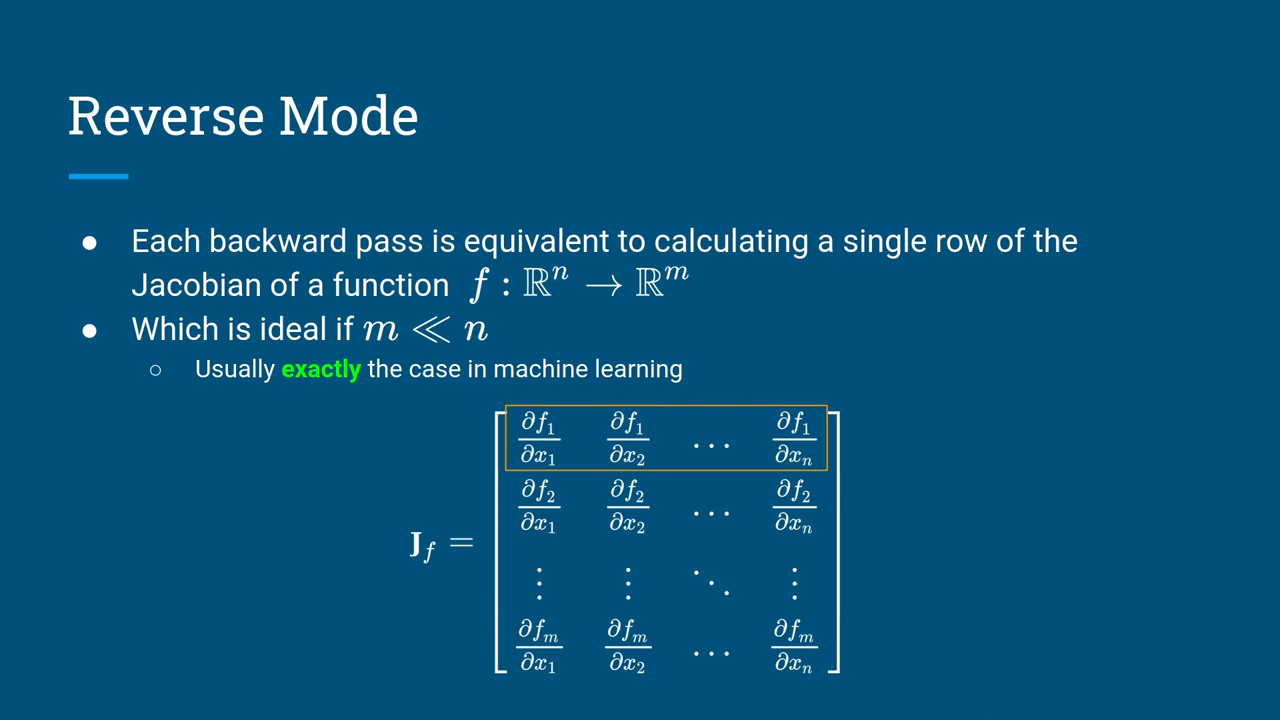 Reverse Mode
● Each backward pass is equivalent to calculating a single row of the
Jacobian of a function f : ℝⁿ → ℝᵐ
● Which is ideal if m ≪ n
○ Usually exactly the case in machine learning
∂f₁/∂x₁ ∂f₁/∂x₂ … ∂f₁/∂xₙ
∂f₂/∂x₁ ∂f₂/∂x₂ … ∂f₂/∂xₙ
J_f =
⋮ ⋮ ⋱ ⋮
∂fₘ/∂x₁ ∂fₘ/∂x₂ … ∂fₘ/∂xₙ